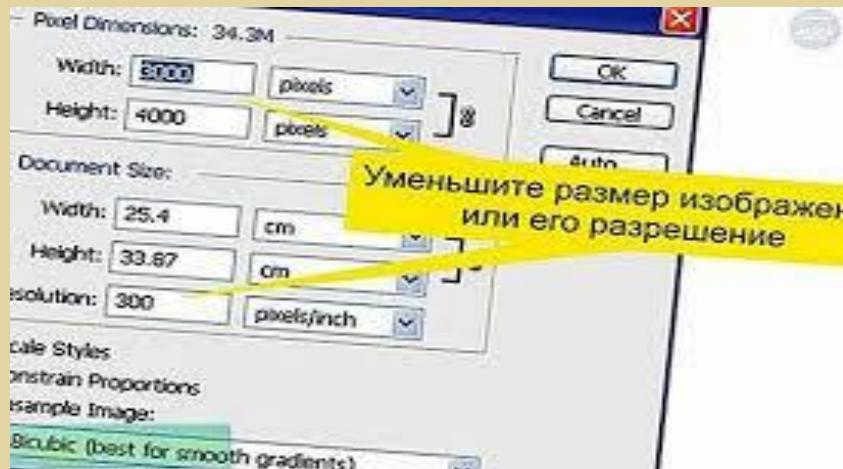 Pixel Dimensions: 34.3M
Width: 3000 pixels
Height: 4000 pixels
OK
Cancel
Auto...
Уменьшите размер изображен
или его разрешение
Document Size:
Width: 25.4 cm
Height: 33.87 cm
esolution: 300 pixels/inch
cale Styles
onstrain Proportions
esample Image:
Bicubic (best for smooth gradients)